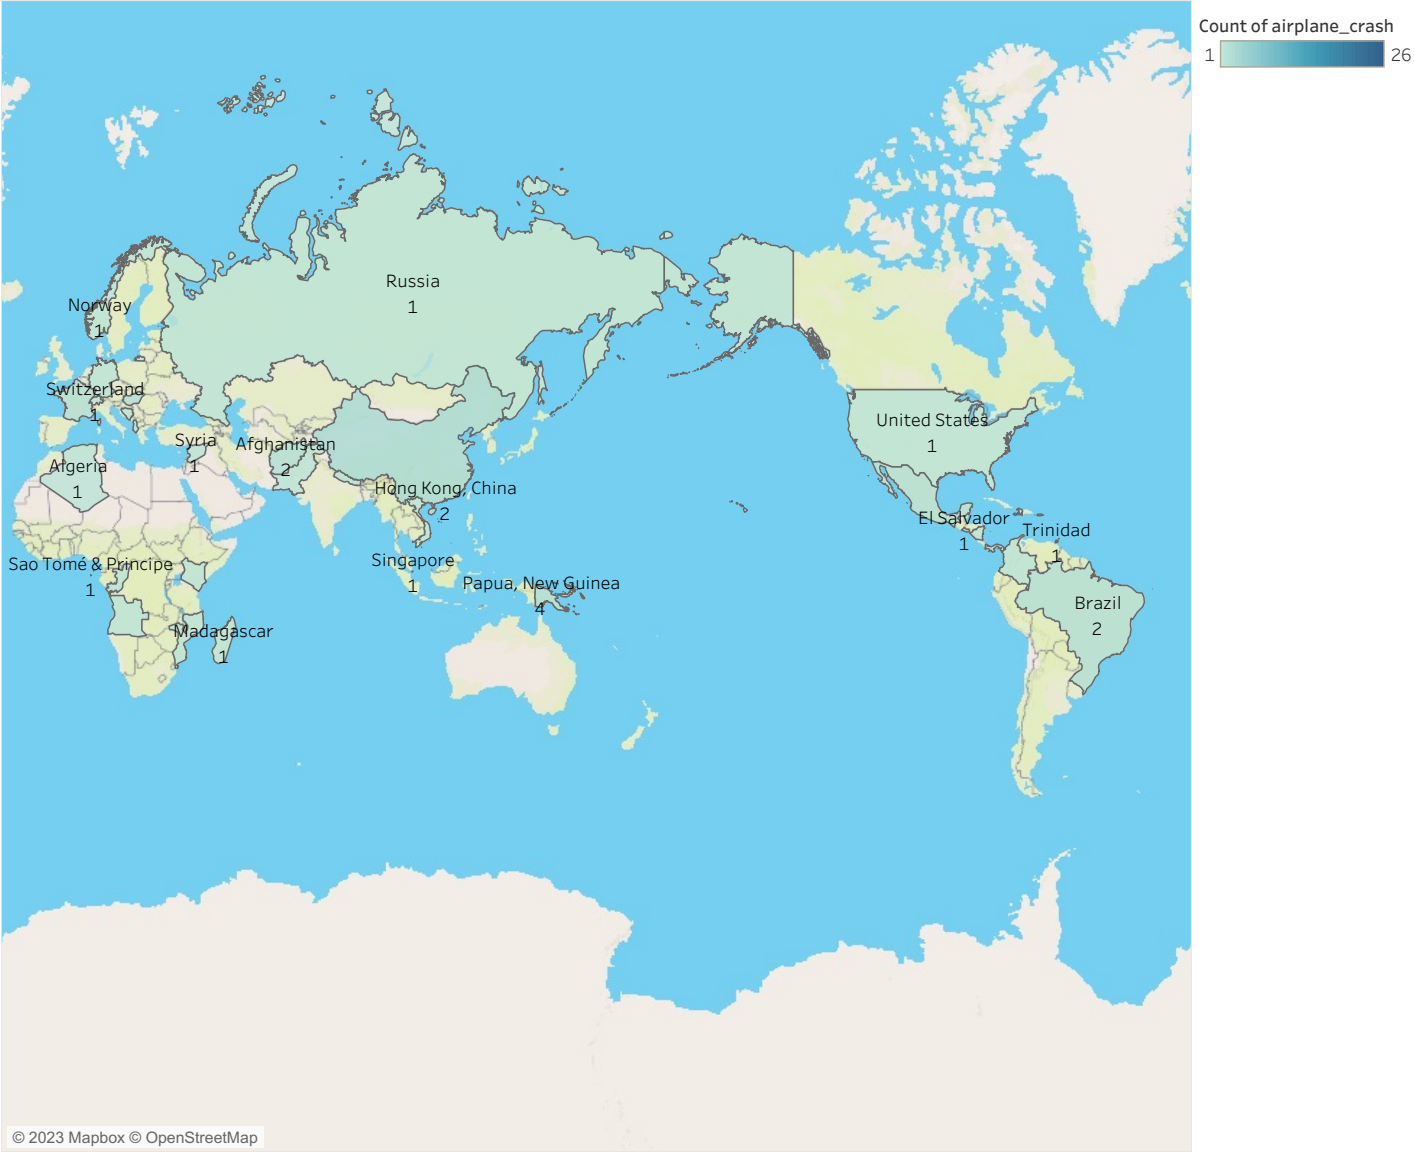 Count of airplane_crash
1 26
Russia
1
Norway
1
Switzerland
1
United States
1
Syria
1
Afghanistan
2
Algeria
1
Hong Kong, China
2
El Salvador
1
Trinidad
1
Sao Tomé & Principe
1
Singapore
1
Papua, New Guinea
4
Brazil
2
Madagascar
1
© 2023 Mapbox © OpenStreetMap